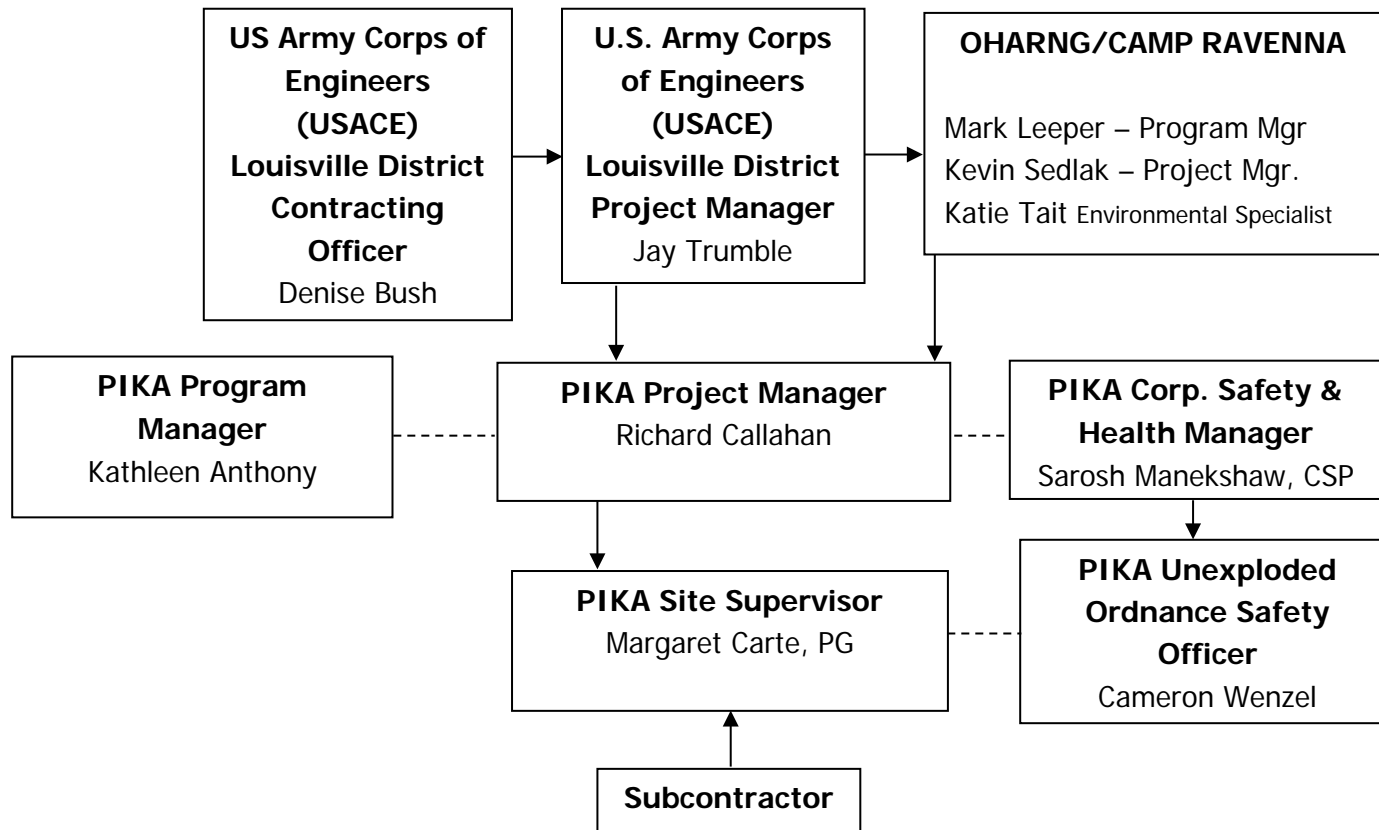 US Army Corps of
Engineers
(USACE)
Louisville District
Contracting
Officer
Denise Bush
U.S. Army Corps
of Engineers
(USACE)
Louisville District
Project Manager
Jay Trumble
OHARNG/CAMP RAVENNA
Mark Leeper – Program Mgr
Kevin Sedlak – Project Mgr.
Katie Tait Environmental Specialist
PIKA Program
Manager
Kathleen Anthony
PIKA Project Manager
Richard Callahan
PIKA Corp. Safety &
Health Manager
Sarosh Manekshaw, CSP
PIKA Site Supervisor
Margaret Carte, PG
PIKA Unexploded
Ordnance Safety
Officer
Cameron Wenzel
Subcontractor